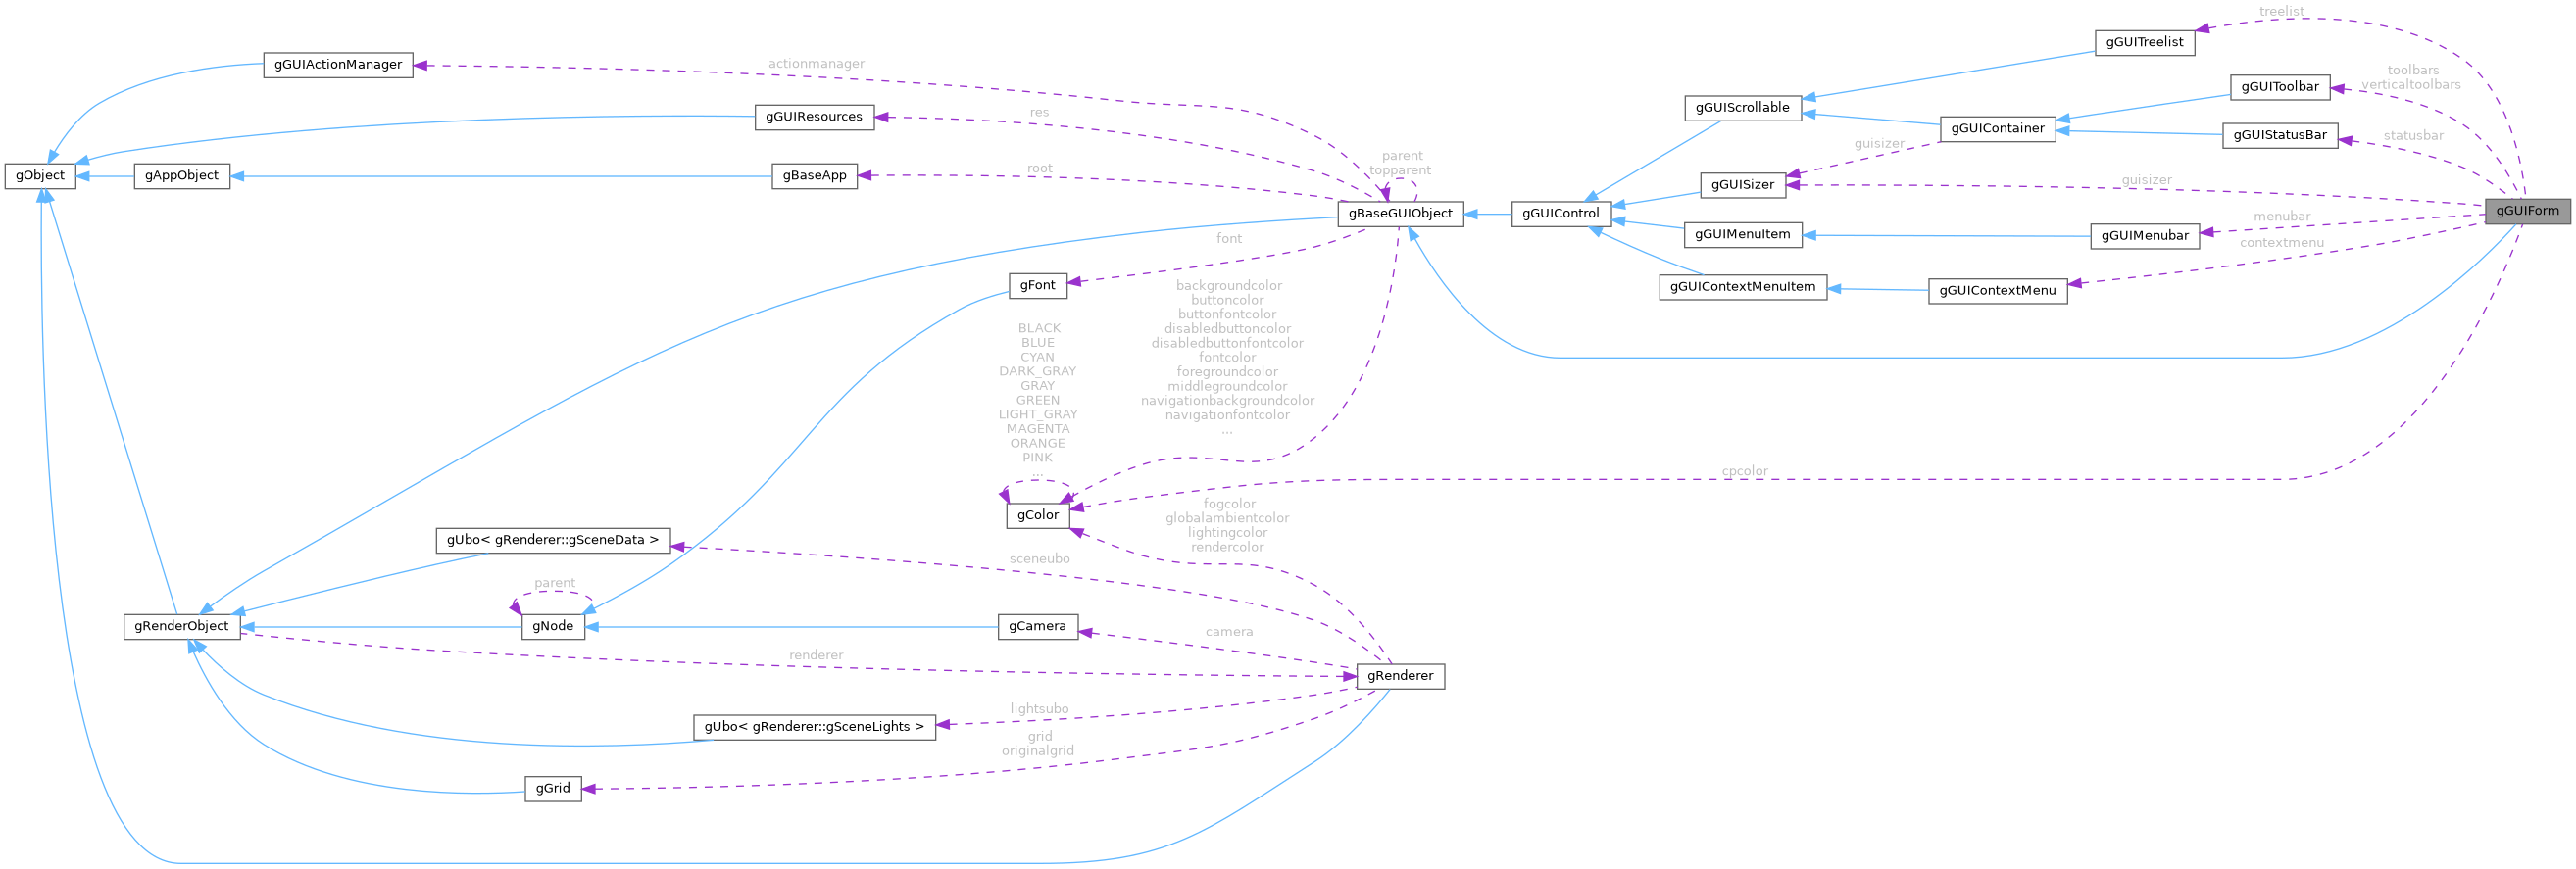 treelist
gGUITreelist
gGUIActionManager
actionmanager
toolbars
verticaltoolbars
gGUIToolbar
gGUIScrollable
gGUIResources
res
gGUIContainer
gGUIStatusBar
statusbar
guisizer
parent
topparent
gObject
gAppObject
gBaseApp
root
gGUISizer
guisizer
gBaseGUIObject
gGUIControl
gGUIForm
menubar
gGUIMenuItem
gGUIMenubar
font
contextmenu
gFont
gGUIContextMenuItem
gGUIContextMenu
backgroundcolor
buttoncolor
buttonfontcolor
disabledbuttoncolor
disabledbuttonfontcolor
fontcolor
foregroundcolor
middlegroundcolor
navigationbackgroundcolor
navigationfontcolor
...
BLACK
BLUE
CYAN
DARK_GRAY
GRAY
GREEN
LIGHT_GRAY
MAGENTA
ORANGE
PINK
...
cpcolor
gColor
fogcolor
globalambientcolor
lightingcolor
rendercolor
gUbo< gRenderer::gSceneData >
sceneubo
parent
gRenderObject
gNode
gCamera
camera
renderer
gRenderer
lightsubo
gUbo< gRenderer::gSceneLights >
grid
originalgrid
gGrid